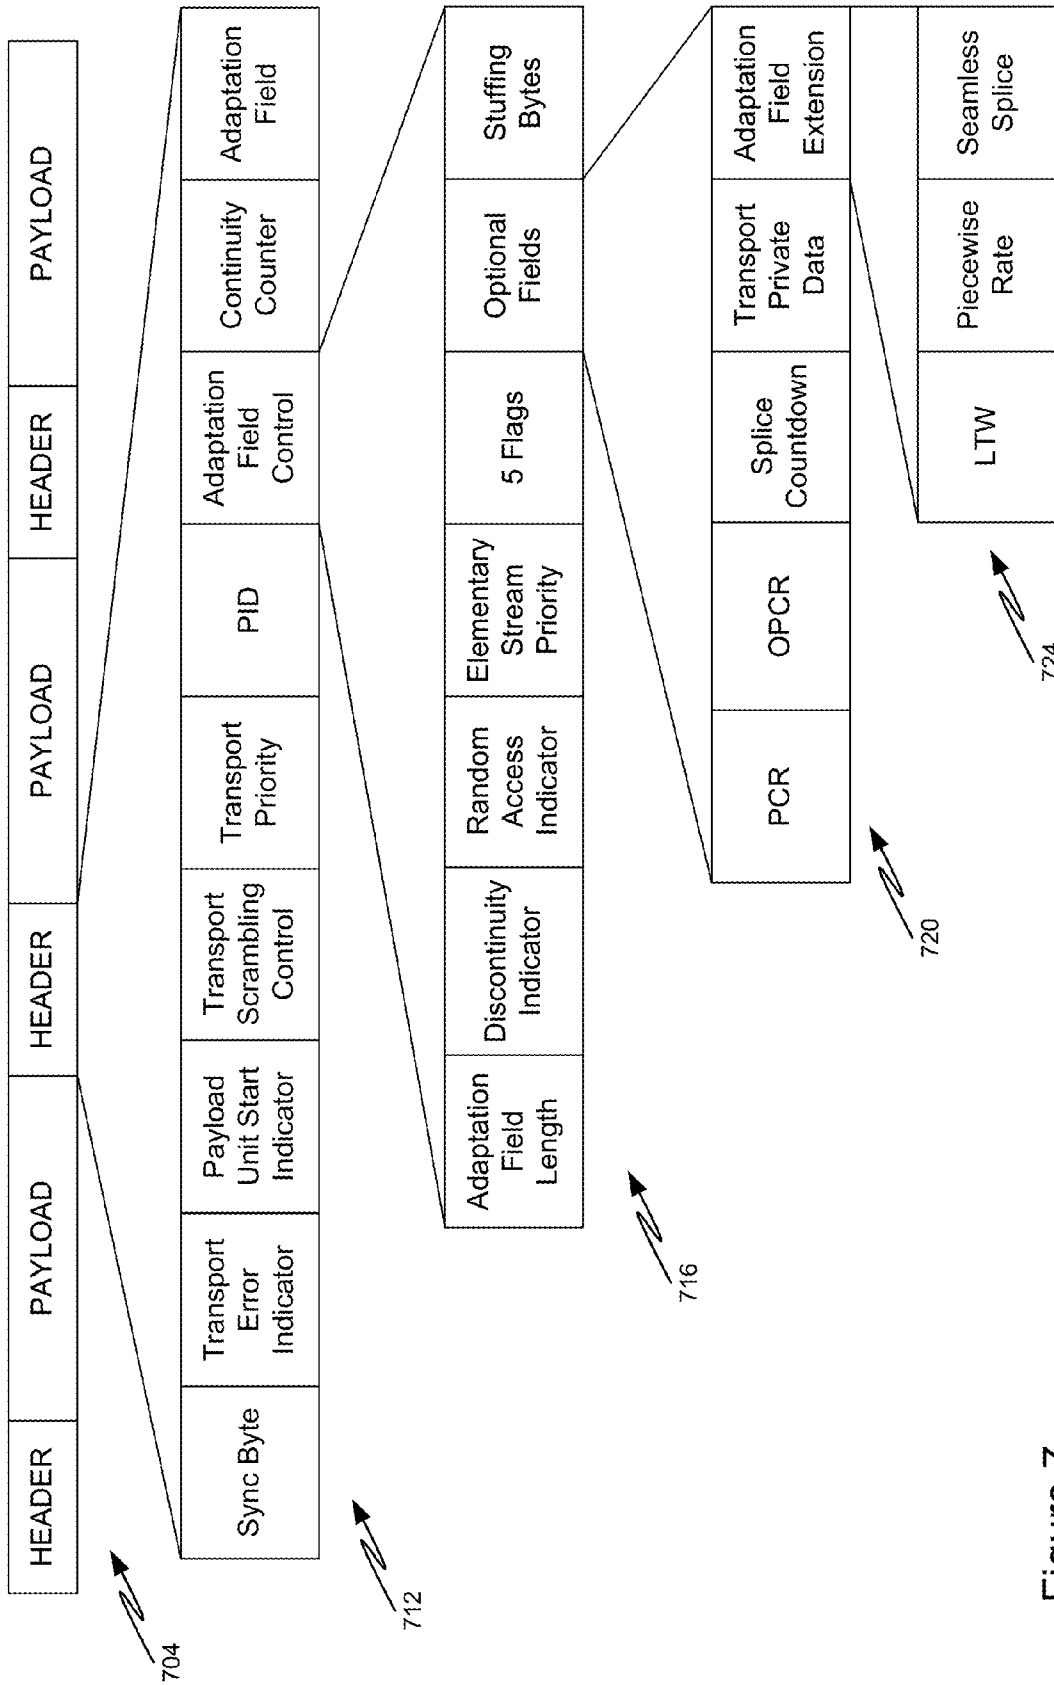 HEADER
PAYLOAD
HEADER
PAYLOAD
HEADER
PAYLOAD
704
Sync Byte
Transport
Error
Indicator
Payload
Unit Start
Indicator
Transport
Scrambling
Control
Transport
Priority
PID
Adaptation
Field
Control
Continuity
Counter
Adaptation
Field
712
Adaptation
Field
Length
Discontinuity
Indicator
Random
Access
Indicator
Elementary
Stream
Priority
5 Flags
Optional
Fields
Stuffing
Bytes
716
PCR
OPCR
Splice
Countdown
Transport
Private
Data
Adaptation
Field
Extension
720
LTW
Piecewise
Rate
Seamless
Splice
724
Figure 7